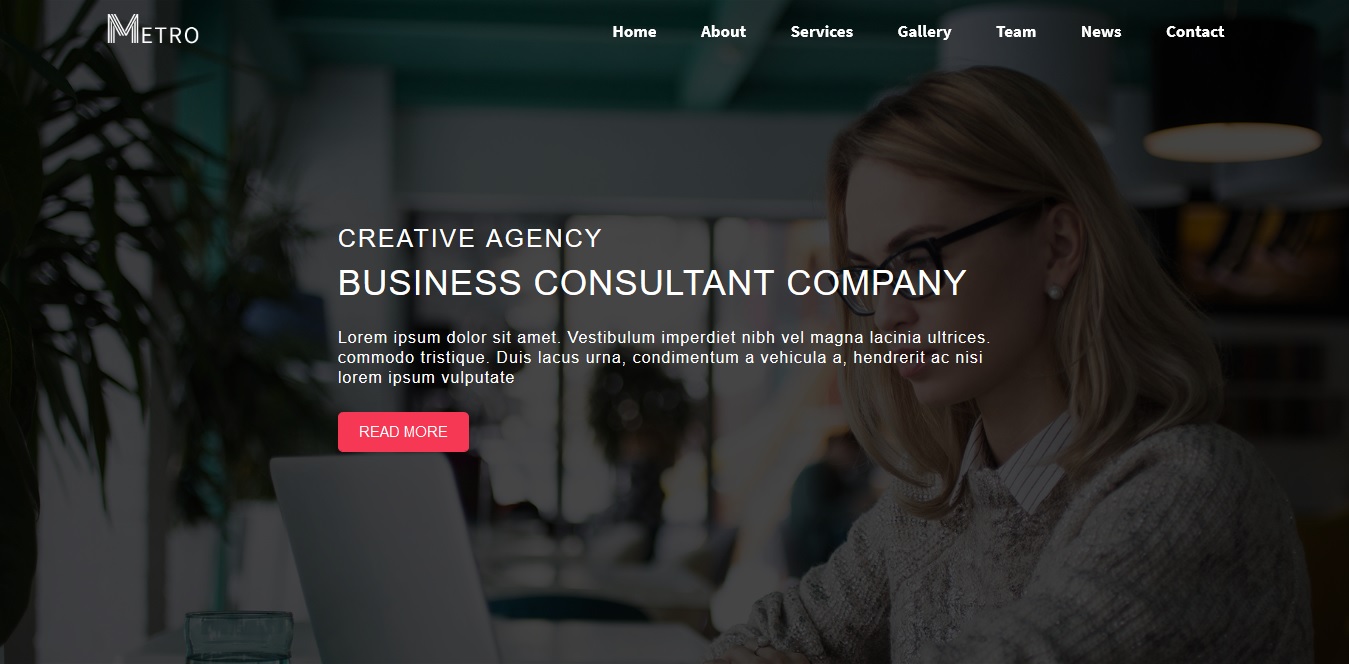 METRO
Home About Services Gallery Team News Contact
CREATIVE AGENCY
BUSINESS CONSULTANT COMPANY
Lorem ipsum dolor sit amet. Vestibulum imperdiet nibh vel magna lacinia ultrices.
commodo tristique. Duis lacus urna, condimentum a vehicula a, hendrerit ac nisi
lorem ipsum vulputate
READ MORE